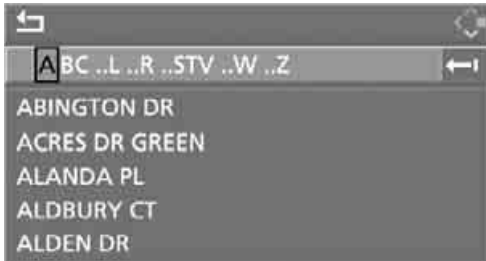 ABC ..L ..R ..STV ..W ..Z
ABINGTON DR
ACRES DR GREEN
ALANDA PL
ALDBURY CT
ALDEN DR